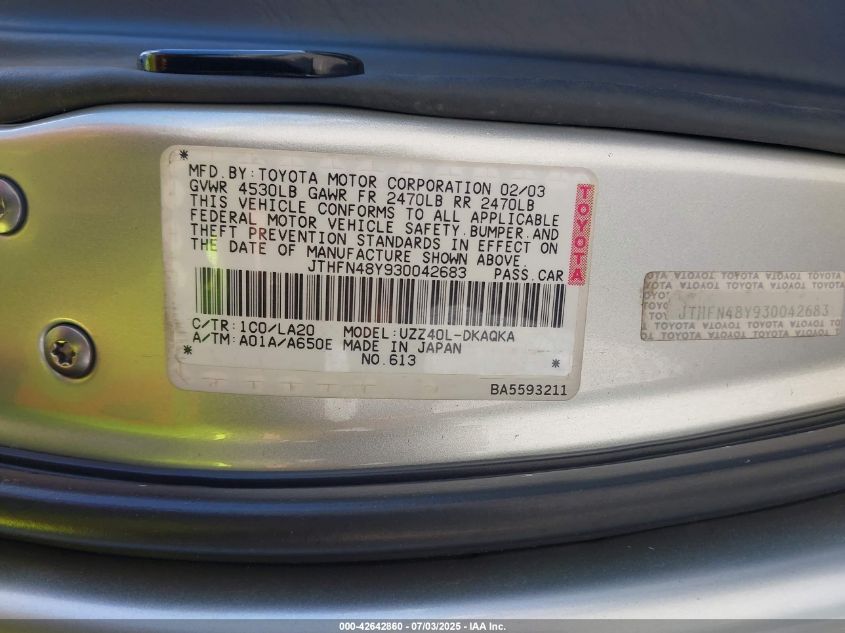 * MFD.BY:TOYOTA MOTOR CORPORATION 02/03
GVWR 4530LB GAWR FR 2470LB RR 2470LB
THIS VEHICLE CONFORMS TO ALL APPLICABLE
FEDERAL MOTOR VEHICLE SAFETY,BUMPER,AND
THEFT PREVENTION STANDARDS IN EFFECT ON
THE DATE OF MANUFACTURE SHOWN ABOVE.
JTHFN48Y930042683 PASS.CAR
TOYOTA
C/TR:1C0/LA20 MODEL:UZZ40L-DKAQKA
A/TM:A01A/A650E MADE IN JAPAN
* NO.613 *
BA5593211
TOYOTA TOYOTA TOYOTA TOYOTA
JTHFN48Y930042683
TOYOTA TOYOTA TOYOTA TOYOTA
000-42642860 - 07/03/2025 - IAA Inc.